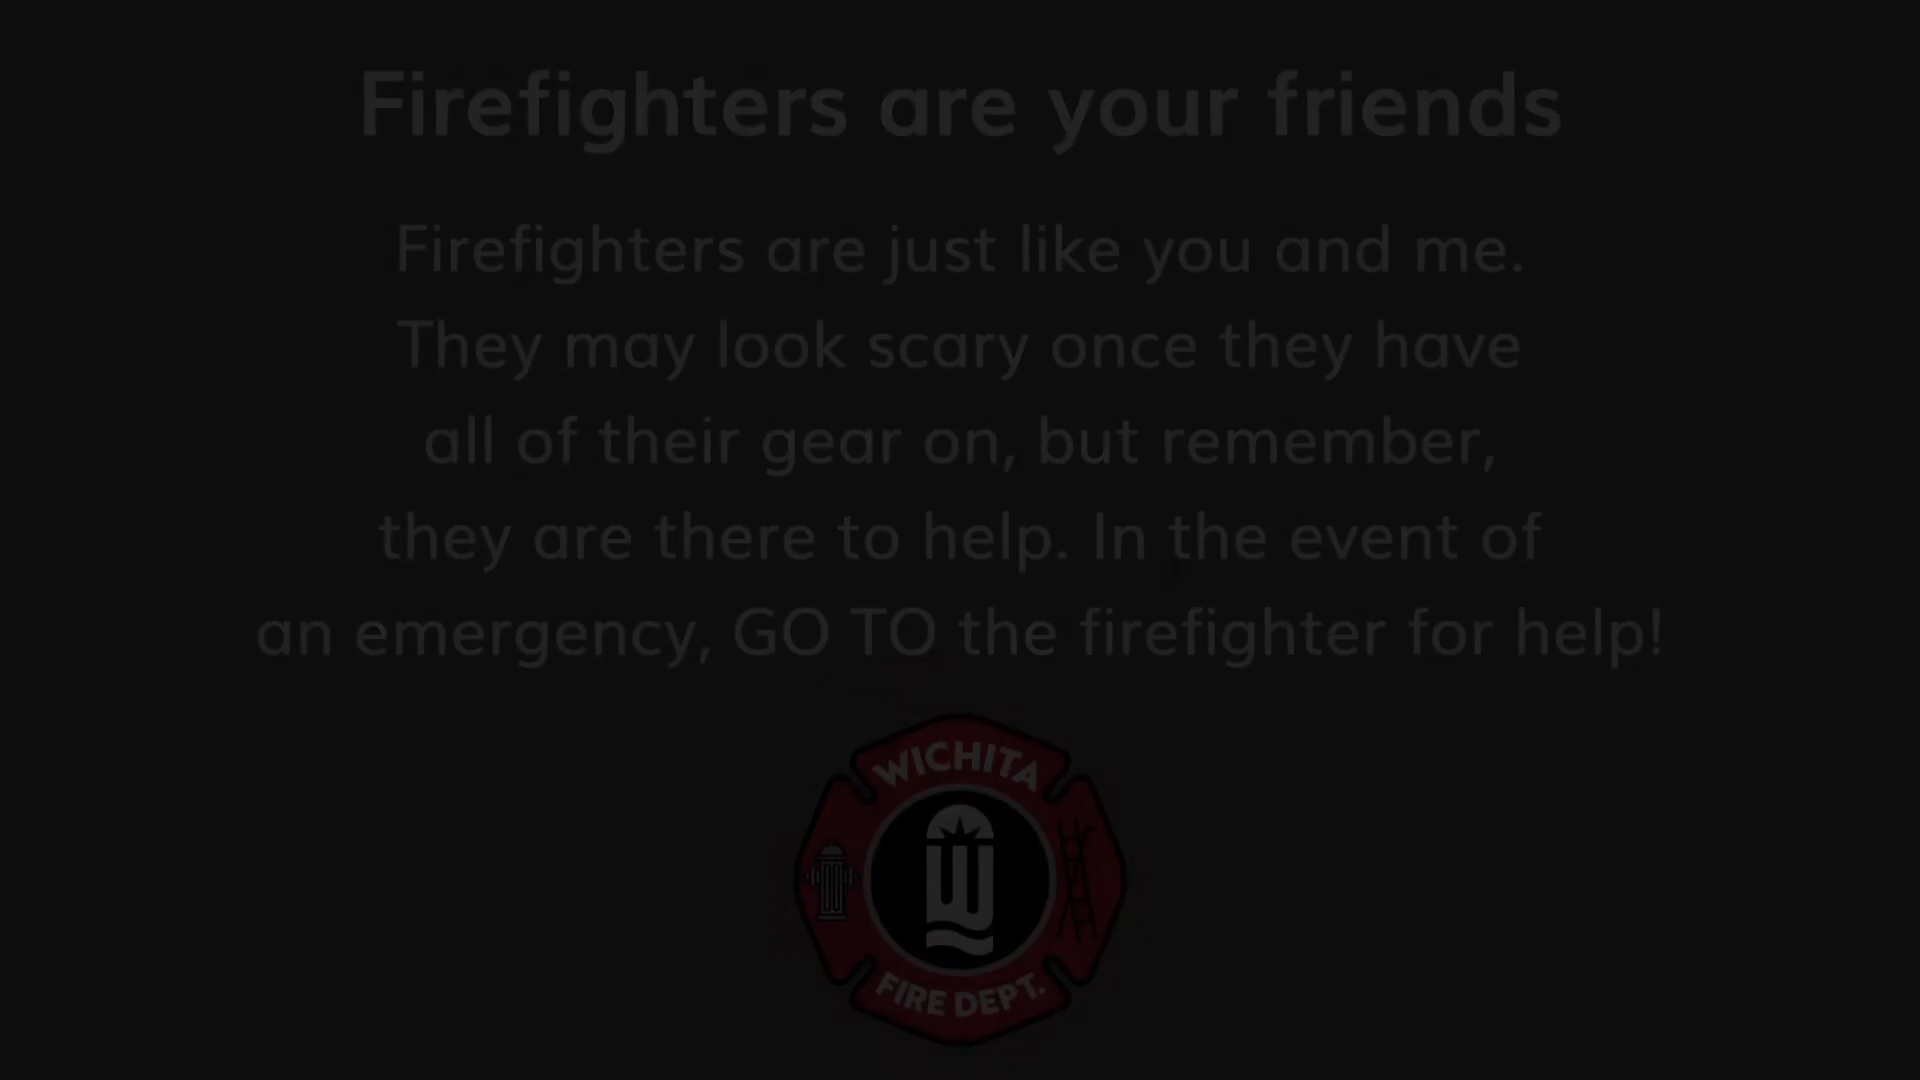 Firefighters are your friends
Firefighters are just like you and me.
They may look scary once they have
all of their gear on, but remember,
they are there to help. In the event of
an emergency, GO TO the firefighter for help!
WICHITA
W
FIRE DEPT.